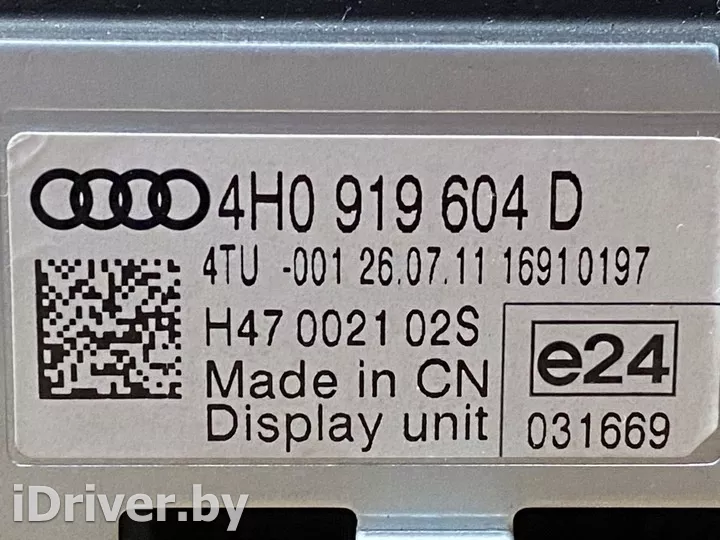 4H0 919 604 D
4TU -001 26.07.11 16910197
H47 0021 02S
Made in CN
Display unit
e24
031669
iDriver.by